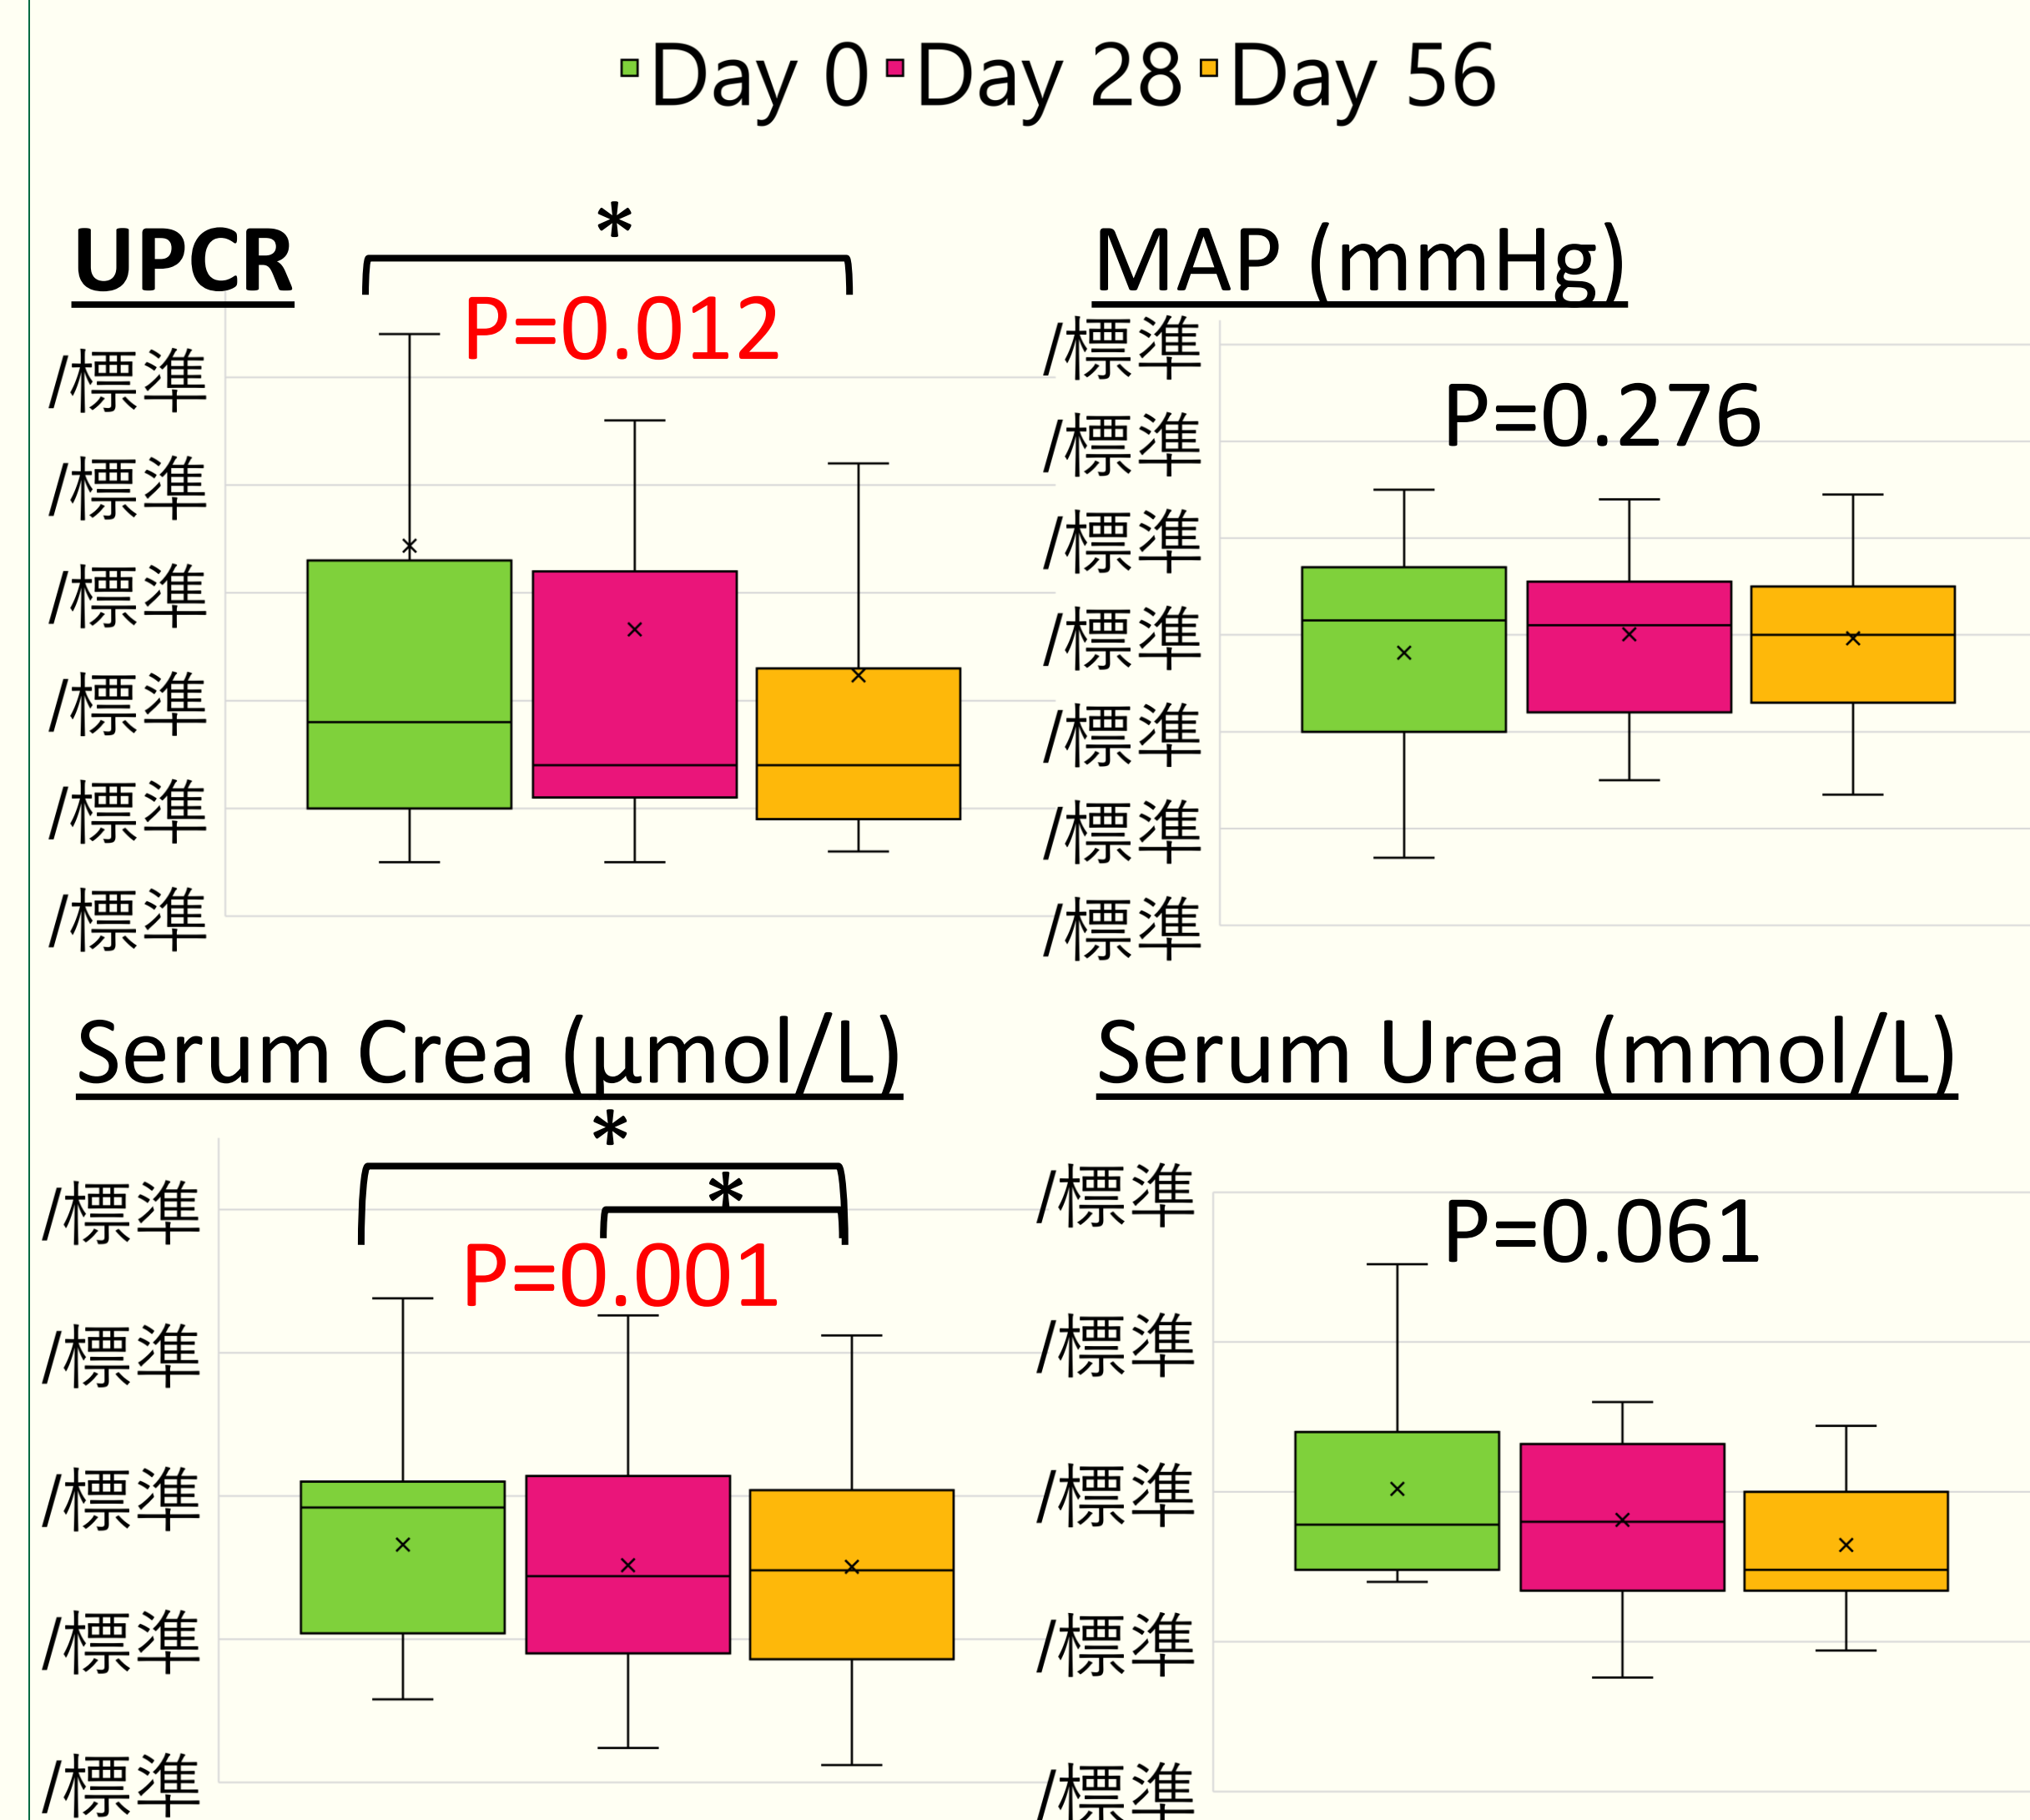 Day 0 Day 28 Day 56
UPCR
*
P=0.012
/標準
/標準
/標準
/標準
/標準
/標準
MAP (mmHg)
P=0.276
/標準
/標準
/標準
/標準
/標準
/標準
/標準
Serum Crea (µmol/L)
*
*
P=0.001
/標準
/標準
/標準
/標準
/標準
Serum Urea (mmol/L)
P=0.061
/標準
/標準
/標準
/標準
/標準